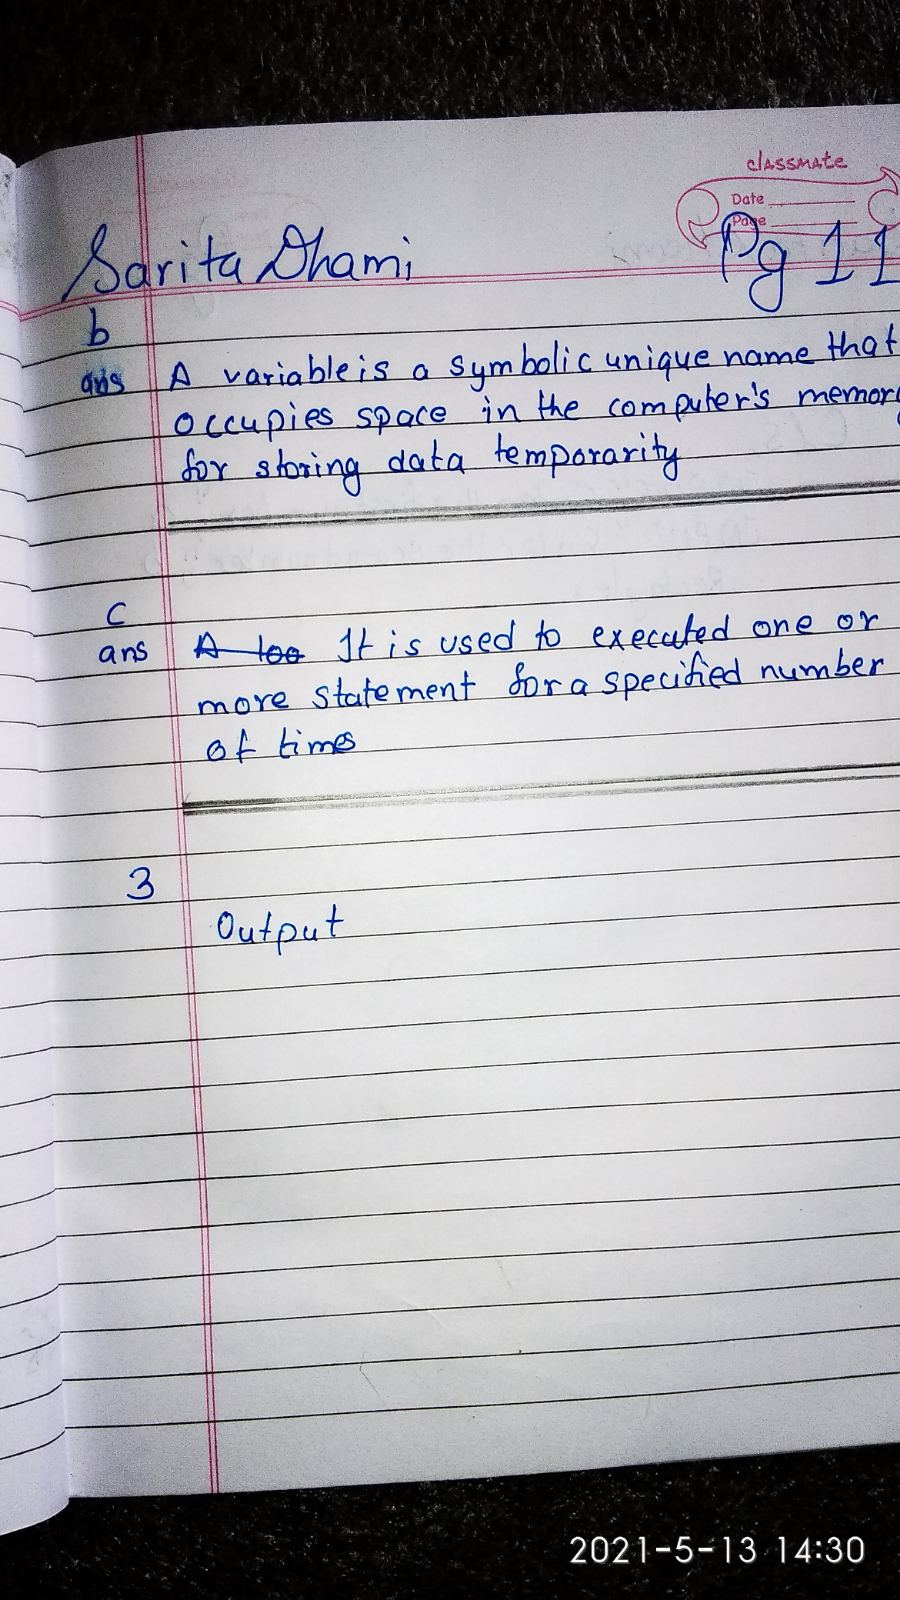 classmate
Date
Page
Sarita Dhami
Pg 11
b
ans A variable is a symbolic unique name that
occupies space in the computer's memory
for storing data temporarity
c
ans A loo It is used to executed one or
more statement for a specified number
of times
3
Output
2021-5-13 14:30